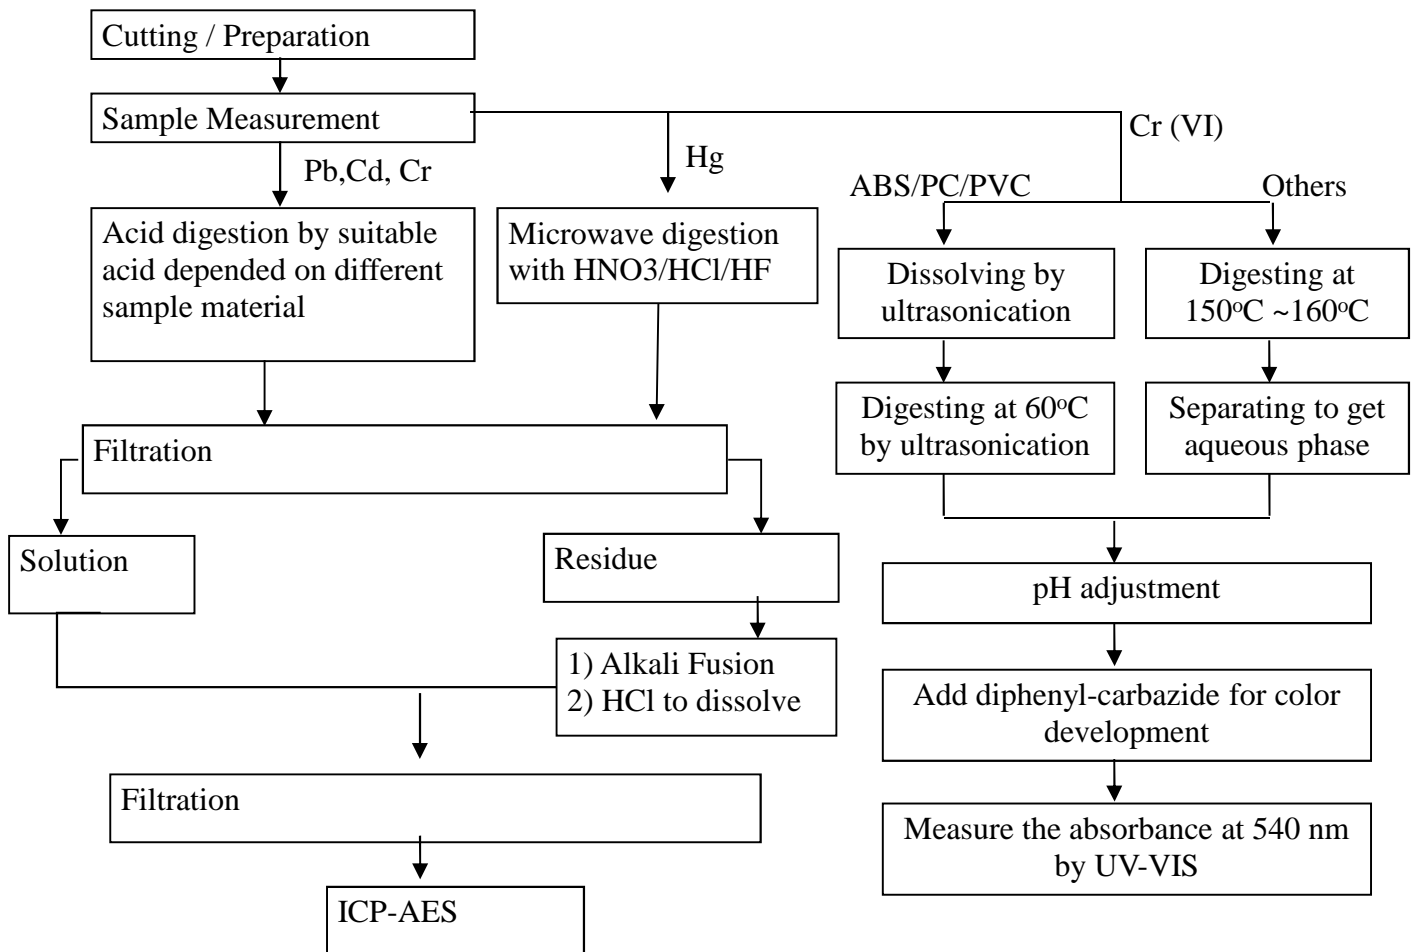 Cutting / Preparation
Sample Measurement
Pb,Cd, Cr
Hg
Cr (VI)
ABS/PC/PVC
Others
Acid digestion by suitable
acid depended on different
sample material
Microwave digestion
with HNO3/HCl/HF
Dissolving by
ultrasonication
Digesting at
150°C ~160°C
Digesting at 60°C
by ultrasonication
Separating to get
aqueous phase
Filtration
Solution
Residue
pH adjustment
1) Alkali Fusion
2) HCl to dissolve
Add diphenyl-carbazide for color
development
Filtration
Measure the absorbance at 540 nm
by UV-VIS
ICP-AES